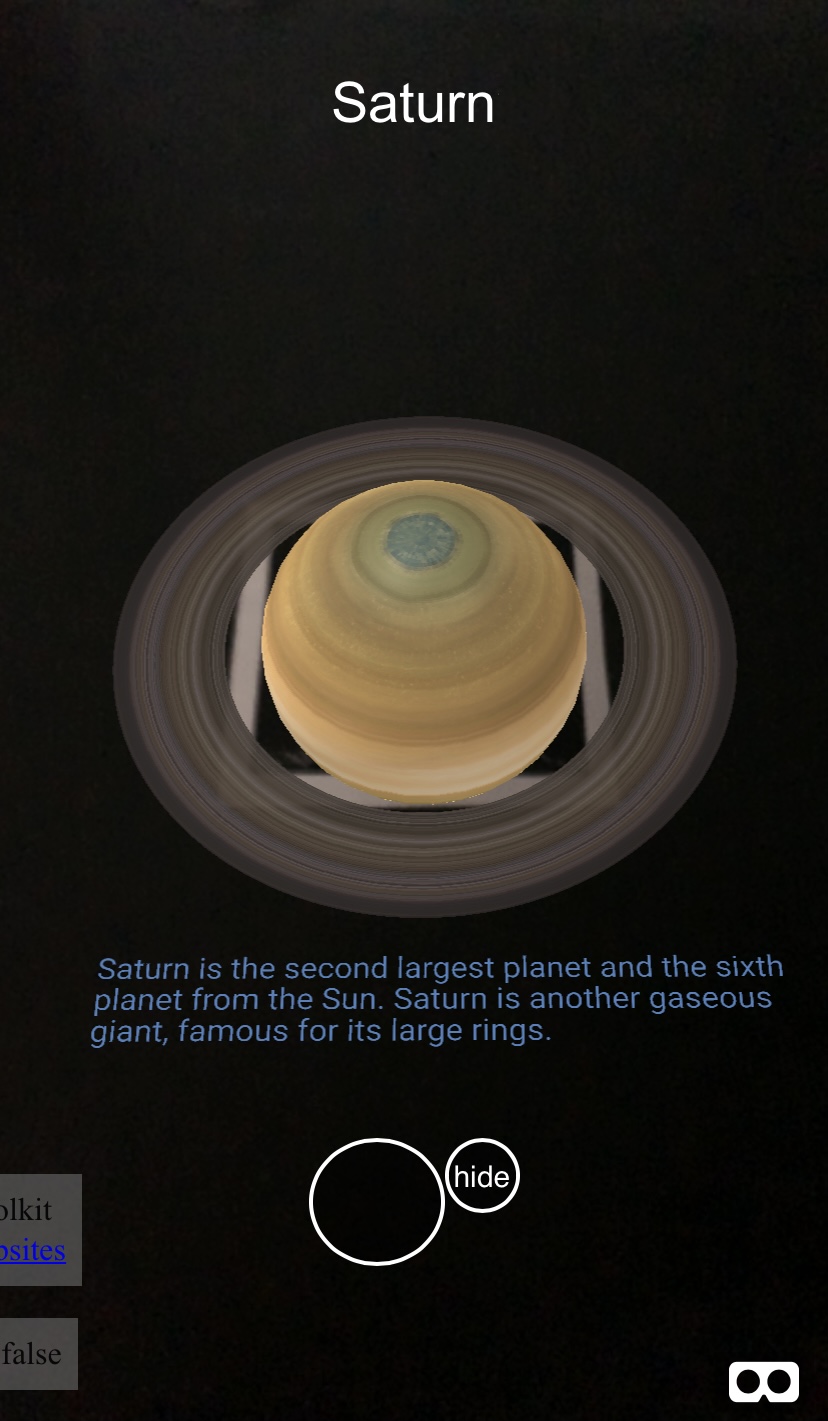 Saturn
Saturn is the second largest planet and the sixth
planet from the Sun. Saturn is another gaseous
giant, famous for its large rings.
hide
olkit
osites
false